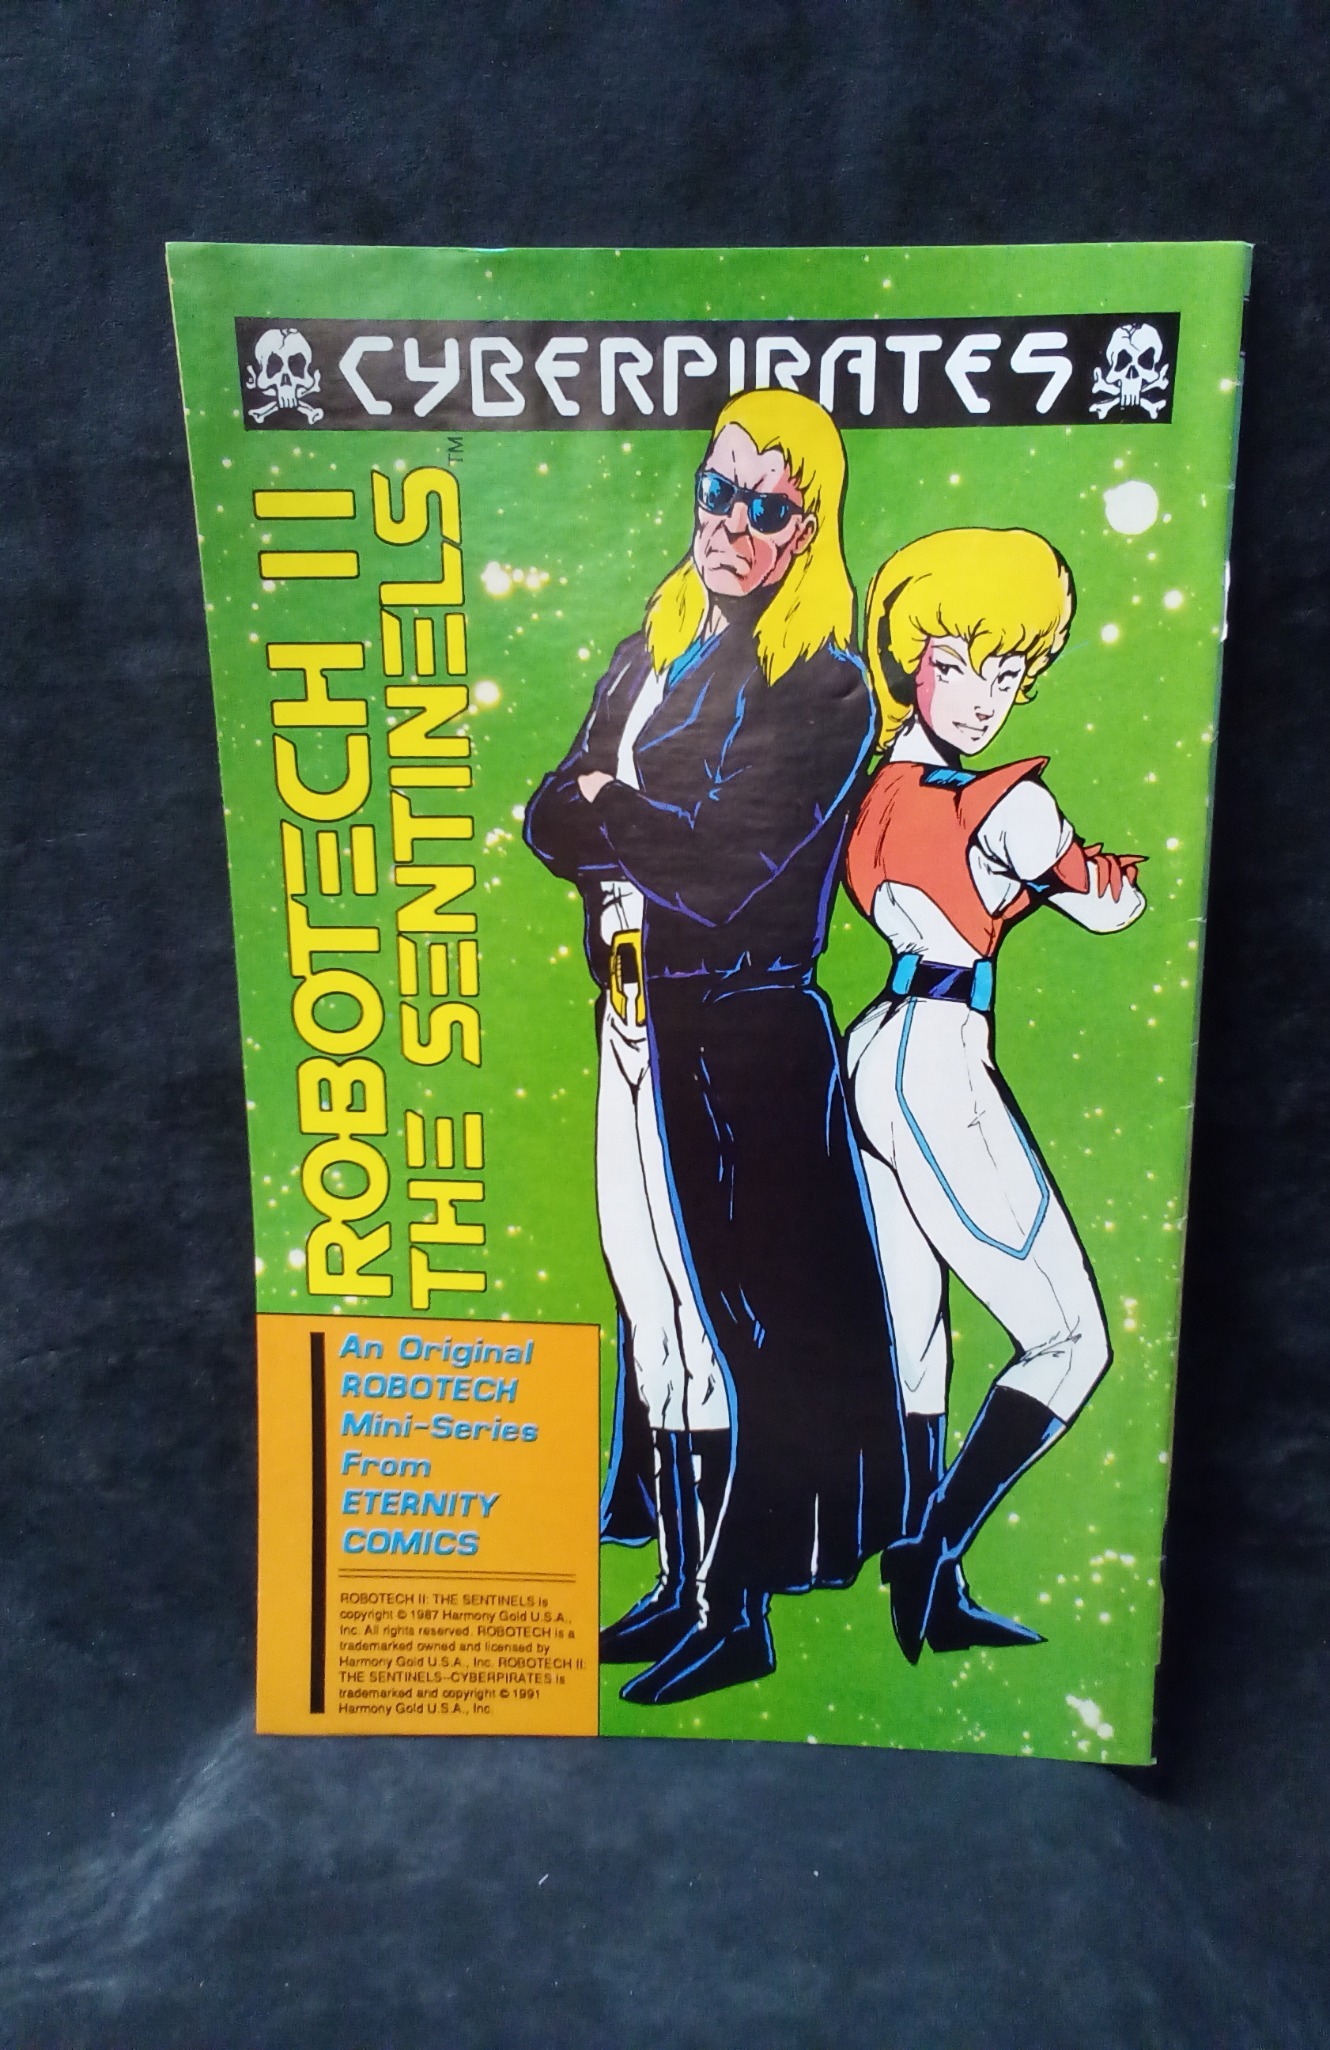 CYBERPIRATES
ROBOTECH II
THE SENTINELS™
An Original
ROBOTECH
Mini-Series
From
ETERNITY
COMICS
ROBOTECH II: THE SENTINELS is
copyright © 1987 Harmony Gold U.S.A.,
Inc. All rights reserved. ROBOTECH is a
trademarked owned and licensed by
Harmony Gold U.S.A., Inc. ROBOTECH II:
THE SENTINELS--CYBERPIRATES is
trademarked and copyright © 1991
Harmony Gold U.S.A., Inc.